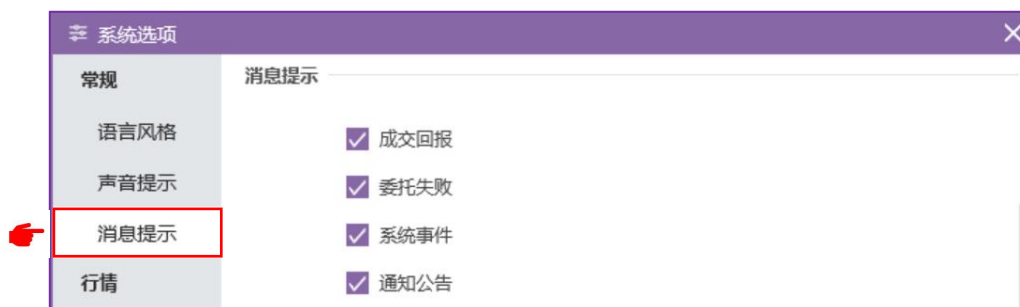 系统选项
常规
语言风格
声音提示
消息提示
行情
消息提示
成交回报
委托失败
系统事件
通知公告